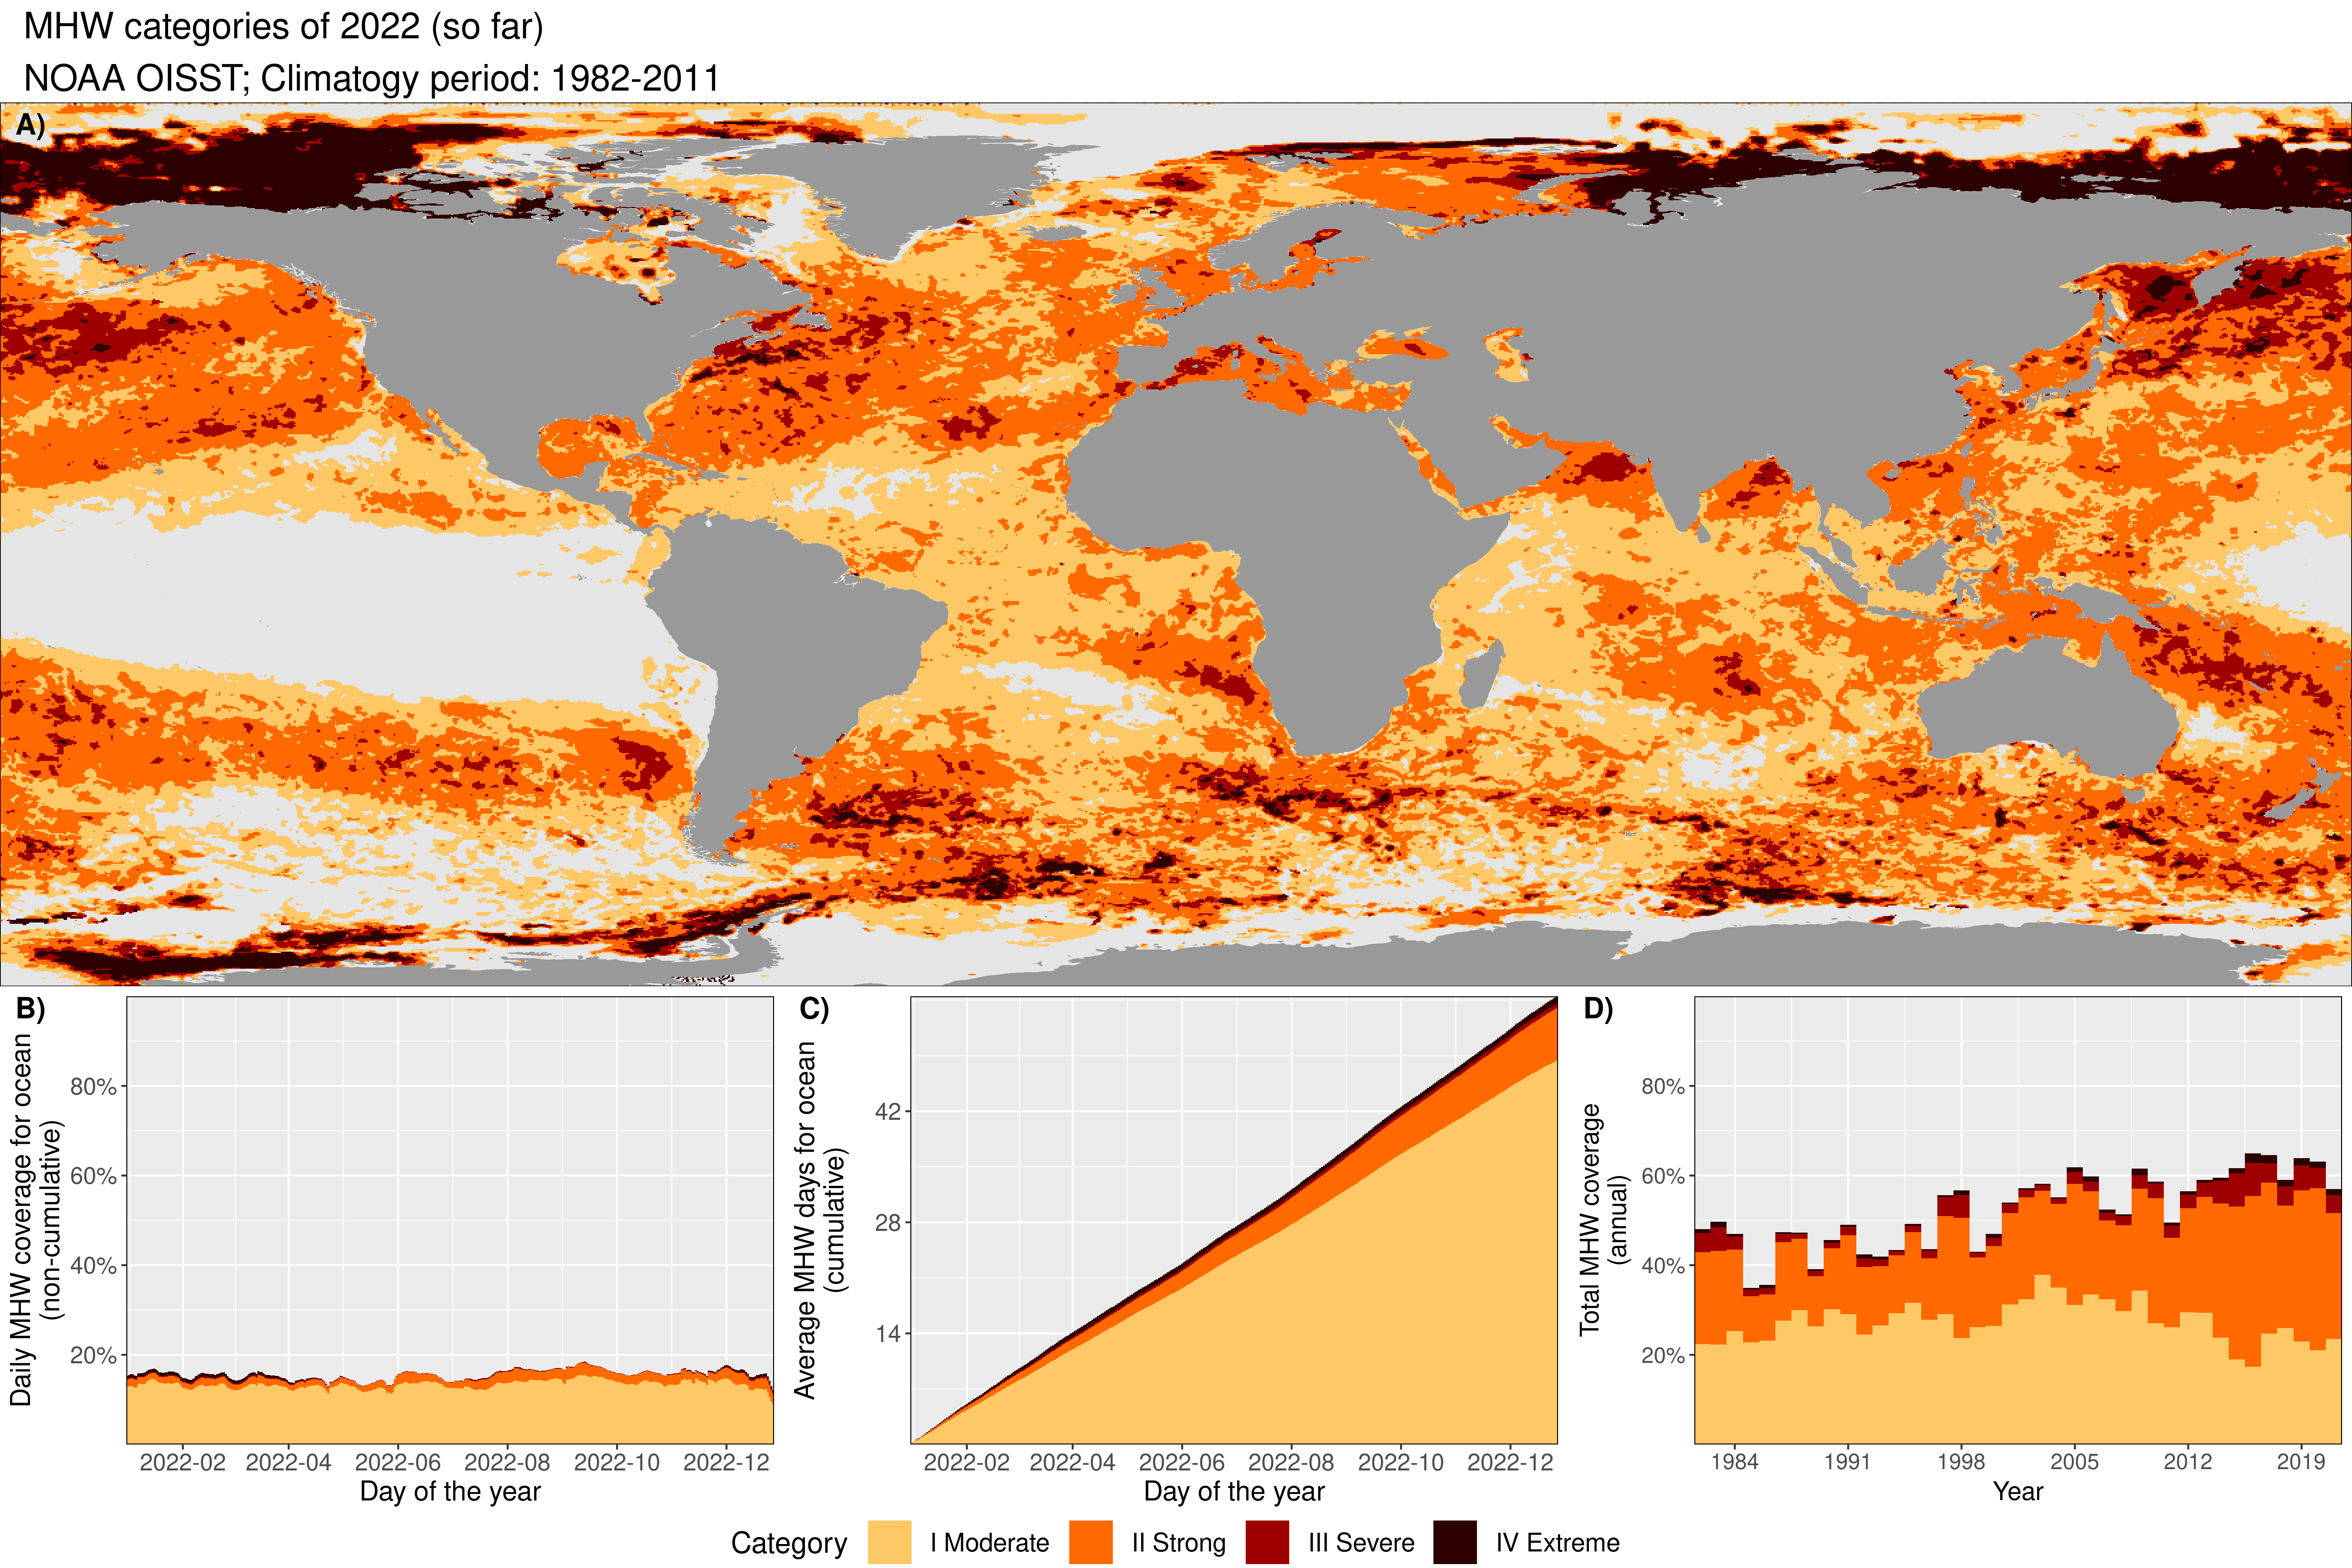 MHW categories of 2022 (so far)
NOAA OISST; Climatogy period: 1982-2011
A)
B)
Daily MHW coverage for ocean
(non-cumulative)
80%
60%
40%
20%
2022-02 2022-04 2022-06 2022-08 2022-10 2022-12
Day of the year
C)
Average MHW days for ocean
(cumulative)
42
28
14
2022-02 2022-04 2022-06 2022-08 2022-10 2022-12
Day of the year
D)
Total MHW coverage
(annual)
80%
60%
40%
20%
1984 1991 1998 2005 2012 2019
Year
Category I Moderate II Strong III Severe IV Extreme